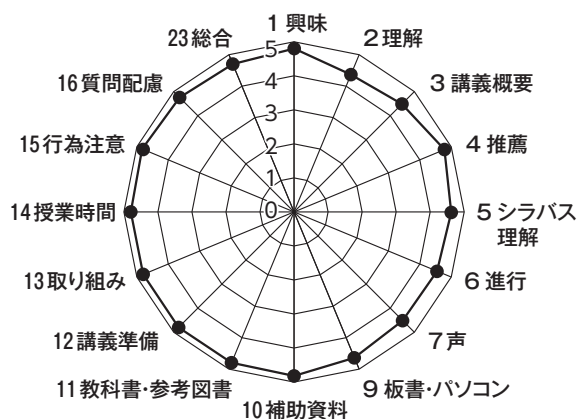 1 興味
2 理解
3 講義概要
4 推薦
5 シラバス
理解
6 進行
7 声
9 板書・パソコン
10 補助資料
11 教科書・参考図書
12 講義準備
13 取り組み
14 授業時間
15 行為注意
16 質問配慮
23 総合
5
4
3
2
1
0